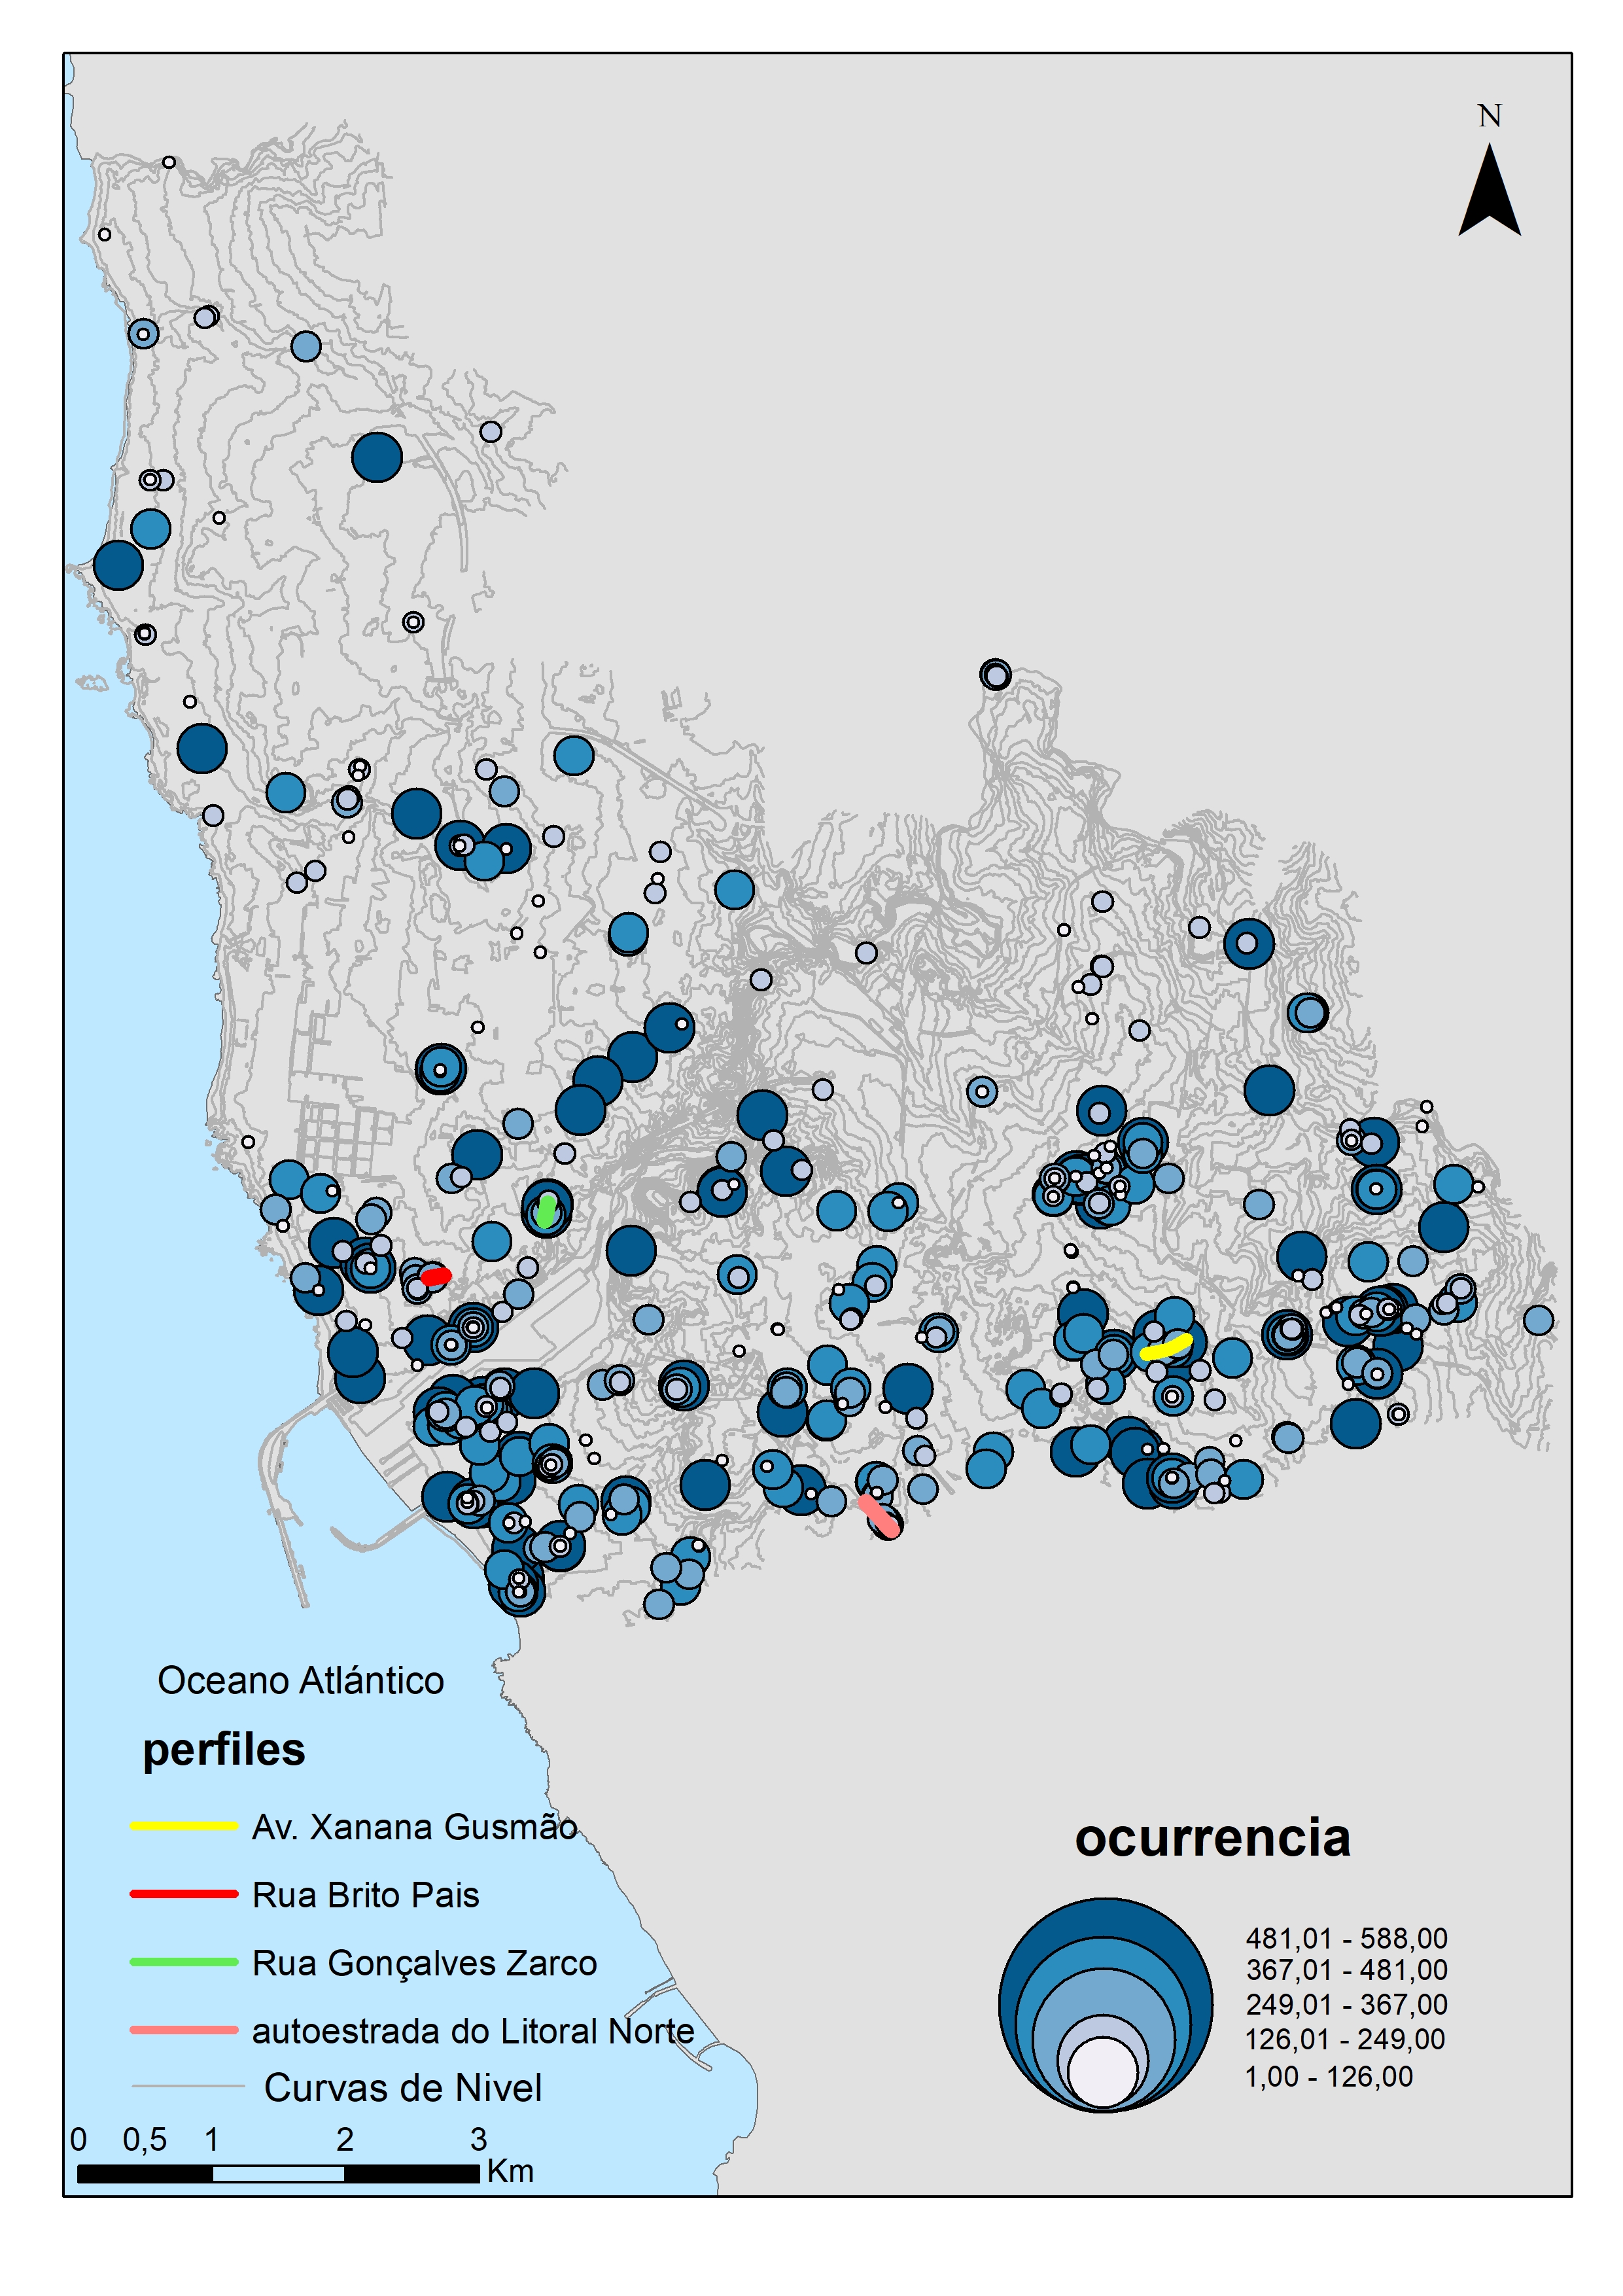 N
Oceano Atlántico
perfiles
Av. Xanana Gusmão
Rua Brito Pais
Rua Gonçalves Zarco
autoestrada do Litoral Norte
Curvas de Nivel
0 0,5 1 2 3
Km
ocurrencia
481,01 - 588,00
367,01 - 481,00
249,01 - 367,00
126,01 - 249,00
1,00 - 126,00